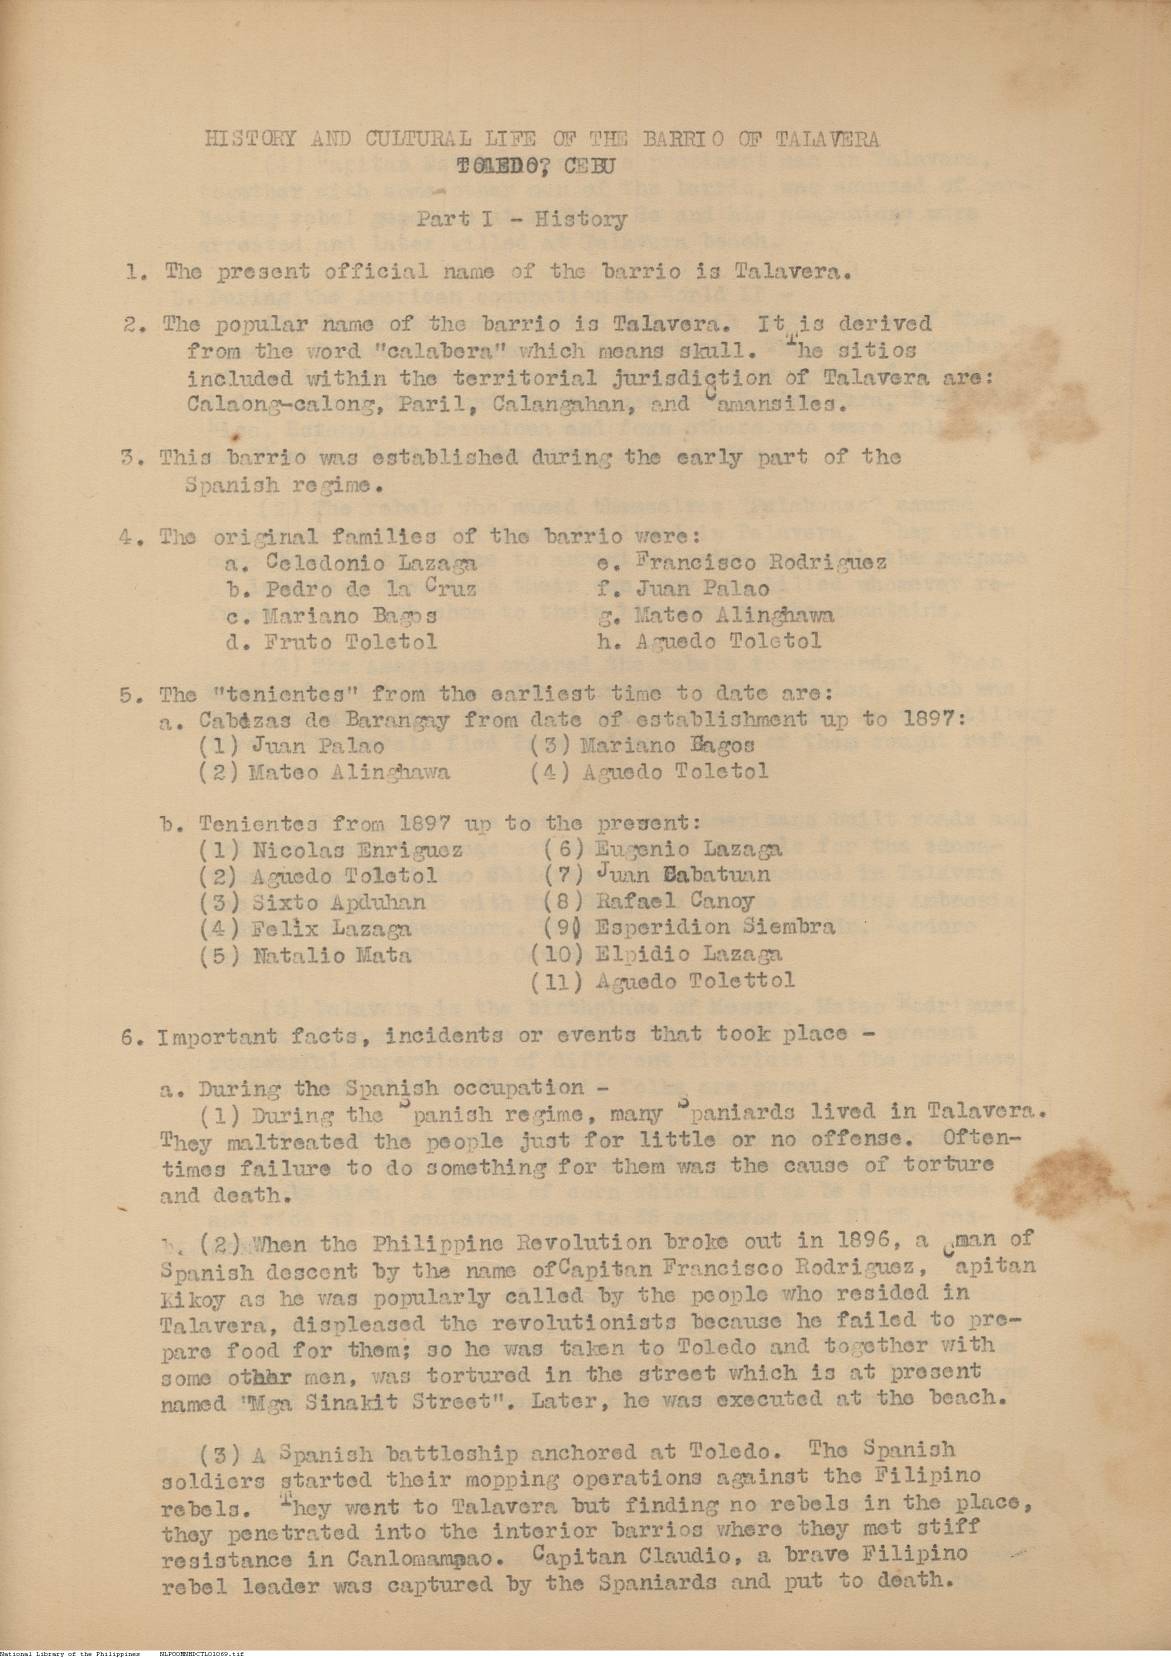 HISTORY AND CULTURAL LIFE OF THE BARRIO OF TALAVERA
TOLEDO, CEBU
Part I - History
1. The present official name of the barrio is Talavera.
2. The popular name of the barrio is Talavera. It is derived
from the word "calabera" which means skull. The sitios
included within the territorial jurisdiction of Talavera are:
Calaong-calong, Paril, Calangahan, and Camansiles.
3. This barrio was established during the early part of the
Spanish regime.
4. The original families of the barrio were:
a. Celedonio Lazaga e. Francisco Rodriguez
b. Pedro de la Cruz f. Juan Palao
c. Mariano Bagos g. Mateo Alinghawa
d. Fruto Toletol h. Aguedo Toletol
5. The "tenientes" from the earliest time to date are:
a. Cabezas de Barangay from date of establishment up to 1897:
(1) Juan Palao (3) Mariano Bagos
(2) Mateo Alinghawa (4) Aguedo Toletol
b. Tenientes from 1897 up to the present:
(1) Nicolas Enriguez (6) Eugenio Lazaga
(2) Aguedo Toletol (7) Juan Cabatuan
(3) Sixto Apduhan (8) Rafael Canoy
(4) Felix Lazaga (9) Esperidion Siembra
(5) Natalio Mata (10) Elpidio Lazaga
(11) Aguedo Tolettol
6. Important facts, incidents or events that took place -
a. During the Spanish occupation -
(1) During the Spanish regime, many Spaniards lived in Talavera.
They maltreated the people just for little or no offense. Often-
times failure to do something for them was the cause of torture
and death.
b. (2) When the Philippine Revolution broke out in 1896, a man of
Spanish descent by the name ofCapitan Francisco Rodriguez, Capitan
Kikoy as he was popularly called by the people who resided in
Talavera, displeased the revolutionists because he failed to pre-
pare food for them; so he was taken to Toledo and together with
some other men, was tortured in the street which is at present
named "Mga Sinakit Street". Later, he was executed at the beach.
(3) A Spanish battleship anchored at Toledo. The Spanish
soldiers started their mopping operations against the Filipino
rebels. They went to Talavera but finding no rebels in the place,
they penetrated into the interior barrios where they met stiff
resistance in Canlomampao. Capitan Claudio, a brave Filipino
rebel leader was captured by the Spaniards and put to death.
National Library of the Philippines NLPOOMNHDCTLO1069.tif